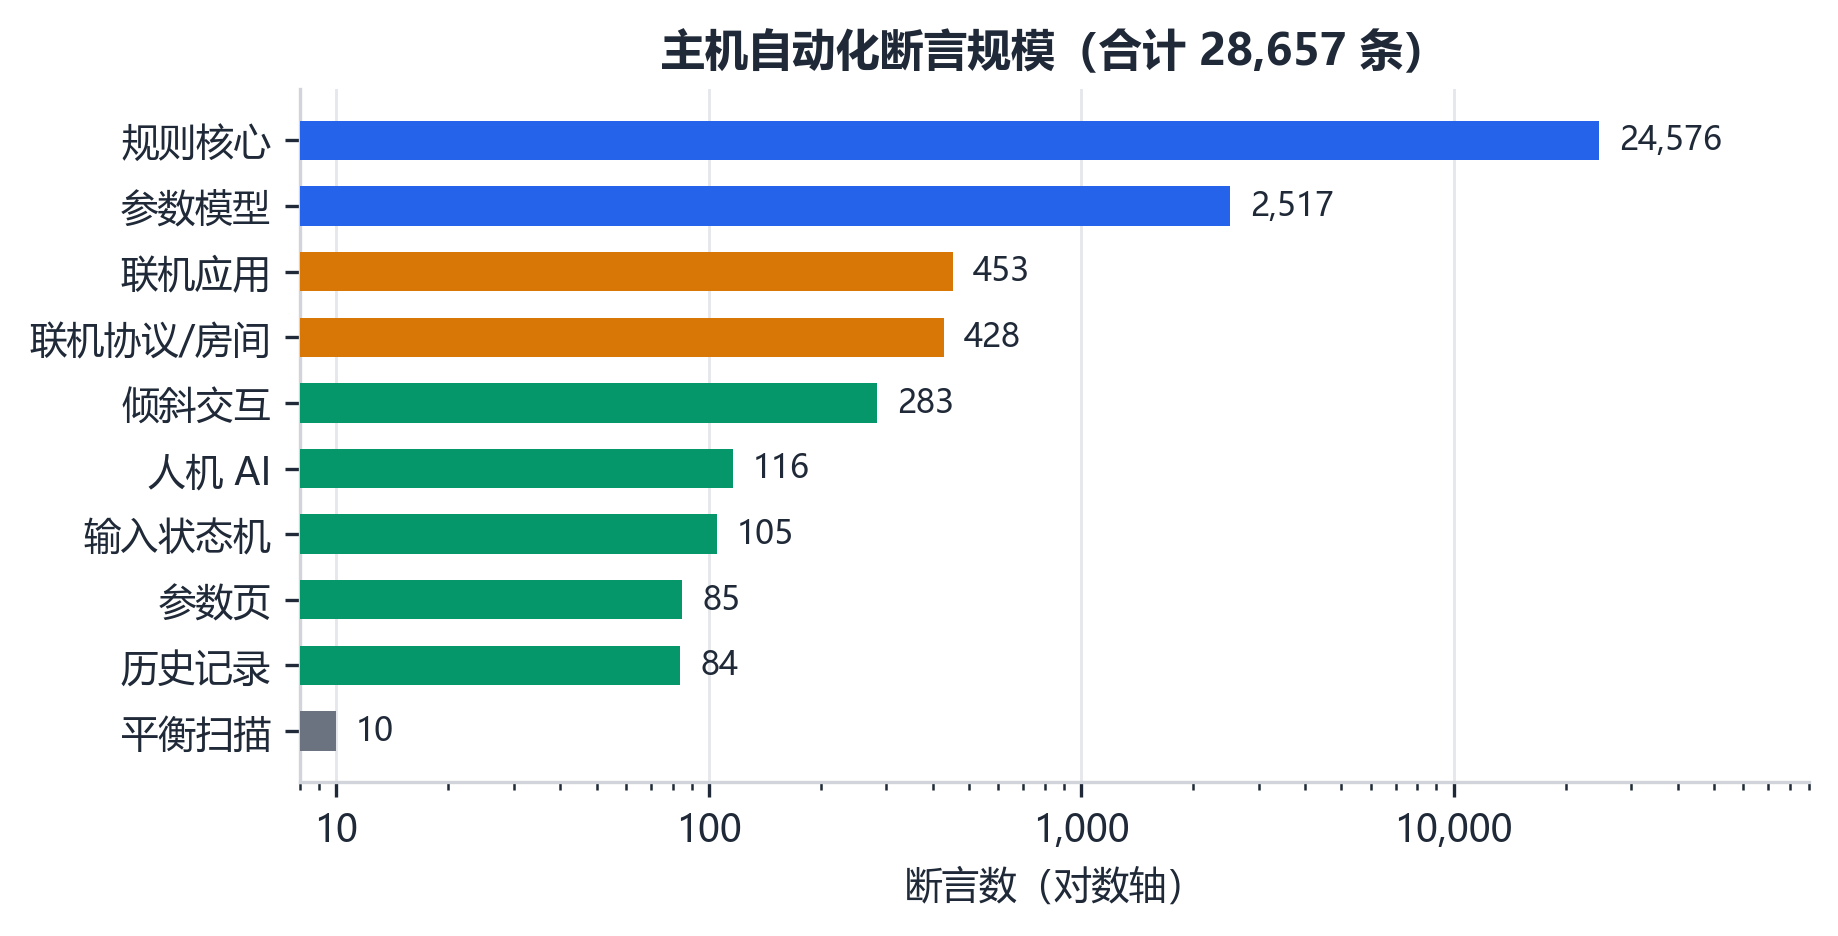 主机自动化断言规模（合计 28,657 条）
规则核心 24,576
参数模型 2,517
联机应用 453
联机协议/房间 428
倾斜交互 283
人机 AI 116
输入状态机 105
参数页 85
历史记录 84
平衡扫描 10
10 100 1,000 10,000
断言数（对数轴）